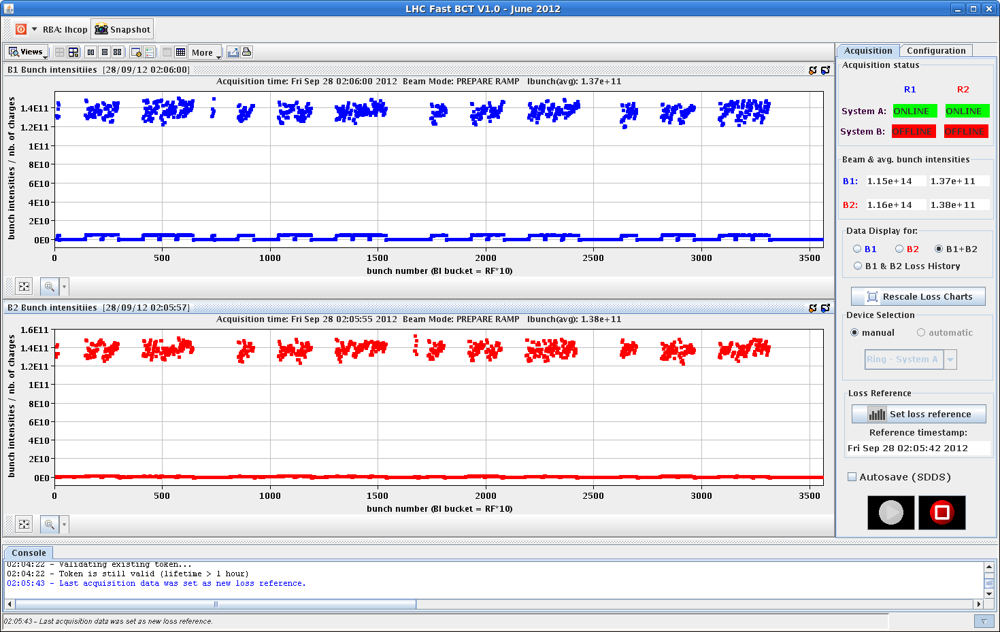 LHC Fast BCT V1.0 - June 2012
RBA: lhcop
Snapshot
Views
More
B1 Bunch intensitiies [28/09/12 02:06:00]
Acquisition time: Fri Sep 28 02:06:00 2012 Beam Mode: PREPARE RAMP Ibunch(avg): 1.37e+11
bunch intensities / nb. of charges
1.4E11
1.2E11
1E11
8E10
6E10
4E10
2E10
0E0
0 500 1000 1500 2000 2500 3000 3500
bunch number (BI bucket = RF*10)
B2 Bunch intensitiies [28/09/12 02:05:57]
Acquisition time: Fri Sep 28 02:05:55 2012 Beam Mode: PREPARE RAMP Ibunch(avg): 1.38e+11
bunch intensities / nb. of charges
1.6E11
1.4E11
1.2E11
1E11
8E10
6E10
4E10
2E10
0E0
0 500 1000 1500 2000 2500 3000 3500
bunch number (BI bucket = RF*10)
Acquisition Configuration
Acquisition status
R1 R2
System A: ONLINE ONLINE
System B: OFFLINE OFFLINE
Beam & avg. bunch intensities
B1: 1.15e+14 1.37e+11
B2: 1.16e+14 1.38e+11
Data Display for:
B1 B2 B1+B2
B1 & B2 Loss History
Rescale Loss Charts
Device Selection
manual automatic
Ring - System A
Loss Reference
Set loss reference
Reference timestamp:
Fri Sep 28 02:05:42 2012
Autosave (SDDS)
Console
02:04:22 - Validating existing token...
02:04:22 - Token is still valid (lifetime > 1 hour)
02:05:43 - Last acquisition data was set as new loss reference.
02:05:43 - Last acquisition data was set as new loss reference.